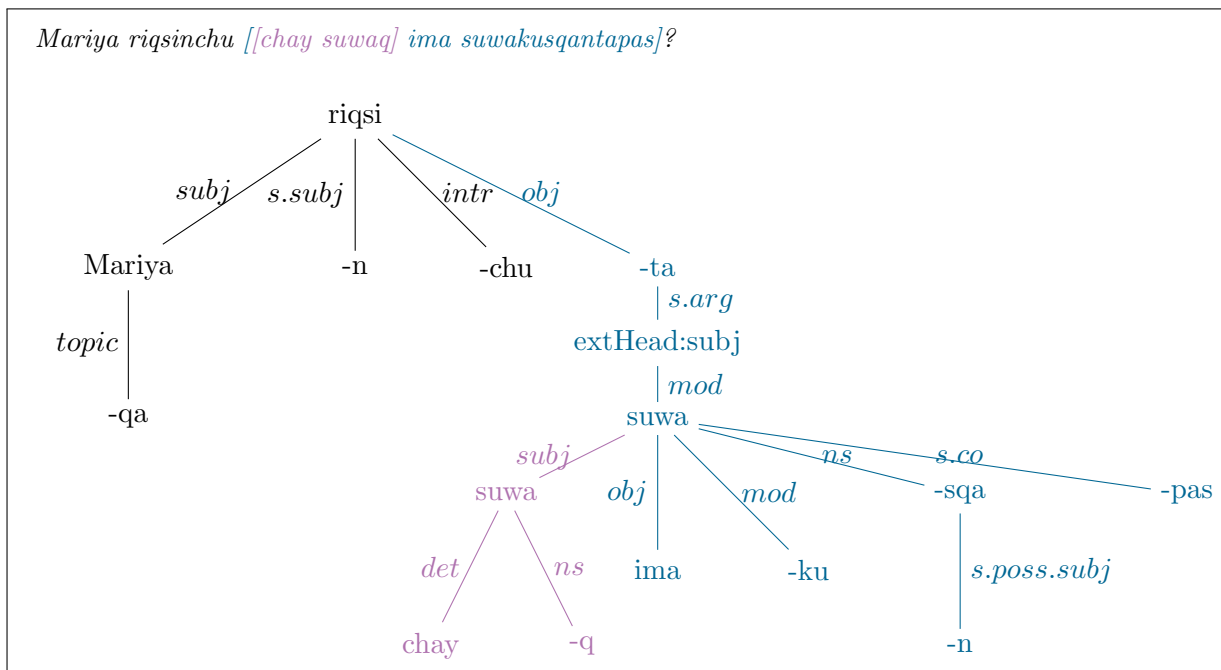 Mariya riqsinchu [[chay suwaq] ima suwakusqantapas]?
riqsi
subj s.subj intr obj
Mariya -n -chu -ta
s.arg
topic extHead:subj
mod
-qa suwa
subj ns s.co
suwa obj mod -sqa -pas
det ns ima -ku s.poss.subj
chay -q -n